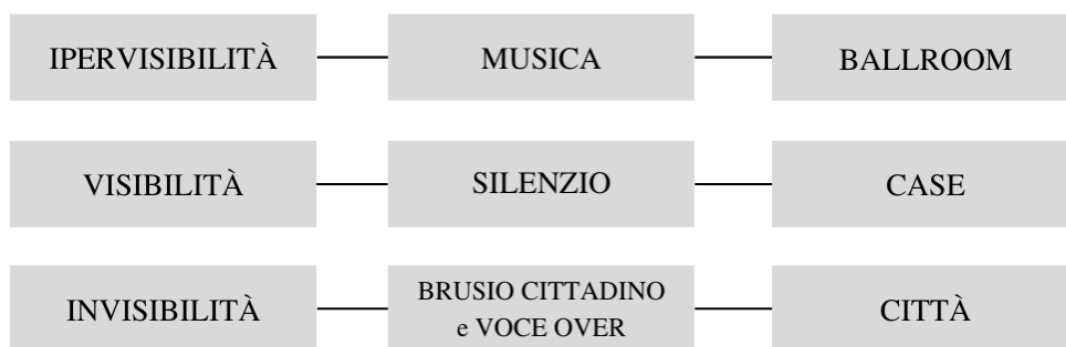 IPERVISIBILITÀ MUSICA BALLROOM
VISIBILITÀ SILENZIO CASE
INVISIBILITÀ BRUSIO CITTADINO CITTÀ
e VOCE OVER